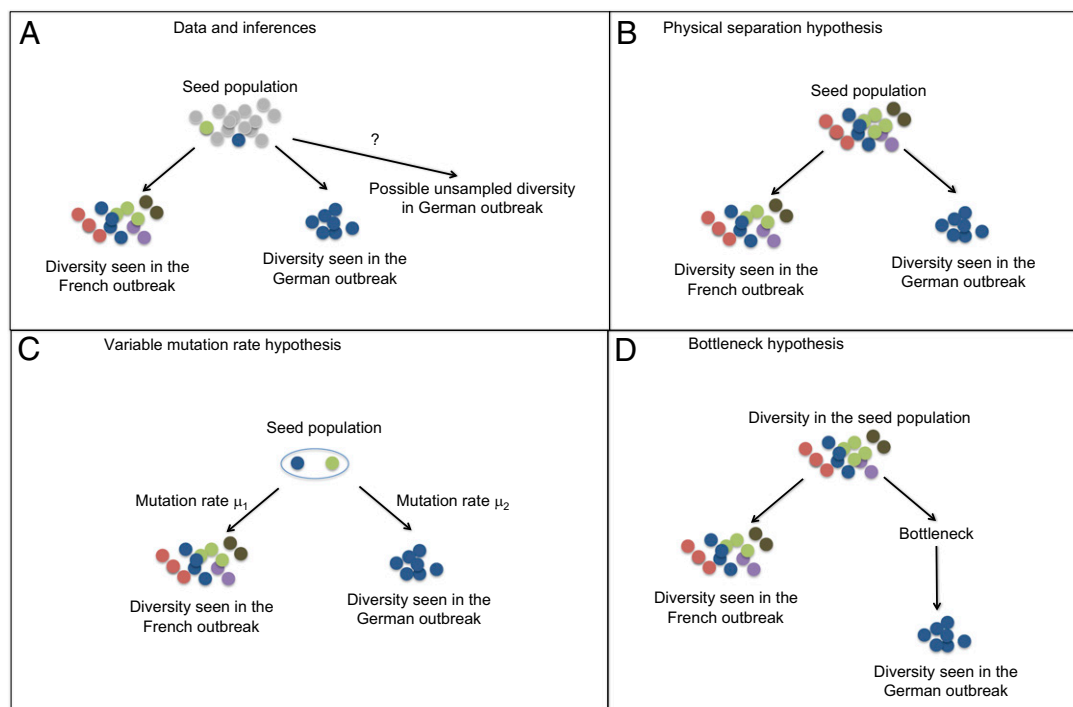 A
Data and inferences
Seed population
?
Possible unsampled diversity
in German outbreak
Diversity seen in the
French outbreak
Diversity seen in the
German outbreak
B
Physical separation hypothesis
Seed population
Diversity seen in the
French outbreak
Diversity seen in the
German outbreak
C
Variable mutation rate hypothesis
Seed population
Mutation rate μ1
Mutation rate μ2
Diversity seen in the
French outbreak
Diversity seen in the
German outbreak
D
Bottleneck hypothesis
Diversity in the seed population
Bottleneck
Diversity seen in the
French outbreak
Diversity seen in the
German outbreak